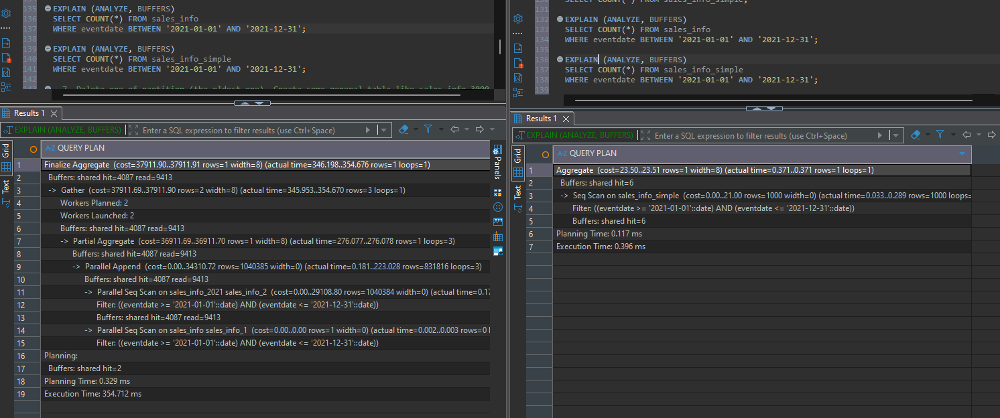 135 EXPLAIN (ANALYZE, BUFFERS)
136 SELECT COUNT(*) FROM sales_info
137 WHERE eventdate BETWEEN '2021-01-01' AND '2021-12-31';
138
139 EXPLAIN (ANALYZE, BUFFERS)
140 SELECT COUNT(*) FROM sales_info_simple
141 WHERE eventdate BETWEEN '2021-01-01' AND '2021-12-31';
142
143 7. Delete one of partition (the oldest one). Create some general table like sales_info_3000
Results 1
EXPLAIN (ANALYZE, BUFFERS)
Enter a SQL expression to filter results (use Ctrl+Space)
Grid
Text
Panels
A-Z QUERY PLAN
1 Finalize Aggregate (cost=37911.90..37911.91 rows=1 width=8) (actual time=346.198..354.676 rows=1 loops=1)
2 Buffers: shared hit=4087 read=9413
3 -> Gather (cost=37911.69..37911.90 rows=2 width=8) (actual time=345.953..354.670 rows=3 loops=1)
4 Workers Planned: 2
5 Workers Launched: 2
6 Buffers: shared hit=4087 read=9413
7 -> Partial Aggregate (cost=36911.69..36911.70 rows=1 width=8) (actual time=276.077..276.078 rows=1 loops=3)
8 Buffers: shared hit=4087 read=9413
9 -> Parallel Append (cost=0.00..34310.72 rows=1040385 width=0) (actual time=0.181..223.028 rows=831816 loops=3)
10 Buffers: shared hit=4087 read=9413
11 -> Parallel Seq Scan on sales_info_2021 sales_info_2 (cost=0.00..29108.80 rows=1040384 width=0) (actual time=0.17
12 Filter: ((eventdate >= '2021-01-01'::date) AND (eventdate <= '2021-12-31'::date))
13 Buffers: shared hit=4087 read=9413
14 -> Parallel Seq Scan on sales_info sales_info_1 (cost=0.00..0.00 rows=1 width=0) (actual time=0.002..0.003 rows=0 l
15 Filter: ((eventdate >= '2021-01-01'::date) AND (eventdate <= '2021-12-31'::date))
16 Planning:
17 Buffers: shared hit=2
18 Planning Time: 0.329 ms
19 Execution Time: 354.712 ms
130 SELECT COUNT(*) FROM sales_info_simple;
131
132 EXPLAIN (ANALYZE, BUFFERS)
133 SELECT COUNT(*) FROM sales_info
134 WHERE eventdate BETWEEN '2021-01-01' AND '2021-12-31';
135
136 EXPLAIN (ANALYZE, BUFFERS)
137 SELECT COUNT(*) FROM sales_info_simple
138 WHERE eventdate BETWEEN '2021-01-01' AND '2021-12-31';
139
Results 1
EXPLAIN (ANALYZE, BUFFERS)
Enter a SQL expression to filter results (use Ctrl+Space)
Grid
Text
A-Z QUERY PLAN
1 Aggregate (cost=23.50..23.51 rows=1 width=8) (actual time=0.371..0.371 rows=1 loops=1)
2 Buffers: shared hit=6
3 -> Seq Scan on sales_info_simple (cost=0.00..21.00 rows=1000 width=0) (actual time=0.033..0.289 rows=1000 loops=
4 Filter: ((eventdate >= '2021-01-01'::date) AND (eventdate <= '2021-12-31'::date))
5 Buffers: shared hit=6
6 Planning Time: 0.117 ms
7 Execution Time: 0.396 ms